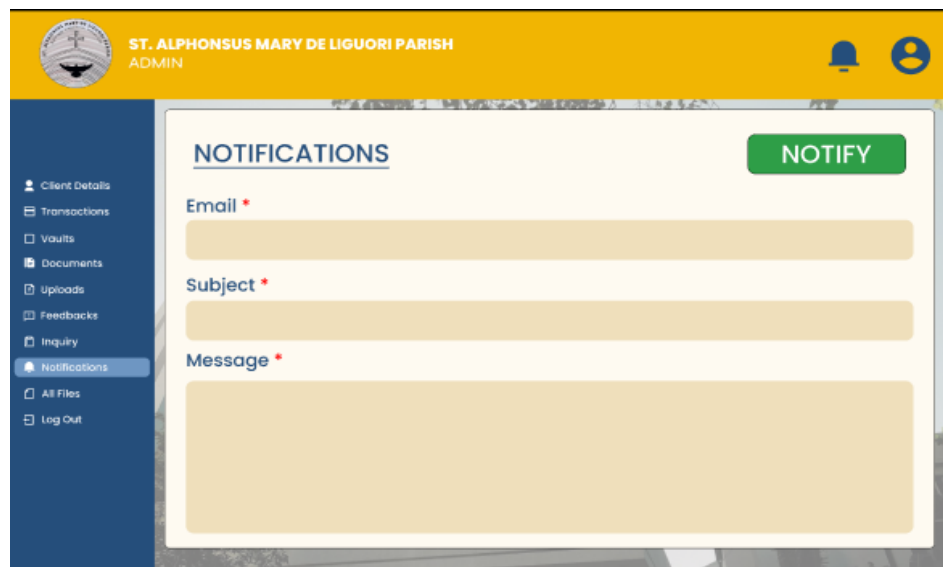 ST. ALPHONSUS MARY DE LIGUORI PARISH
ADMIN
NOTIFICATIONS
NOTIFY
Client Details
Transactions
Vaults
Documents
Uploads
Feedbacks
Inquiry
Notifications
All Files
Log Out
Email *
Subject *
Message *